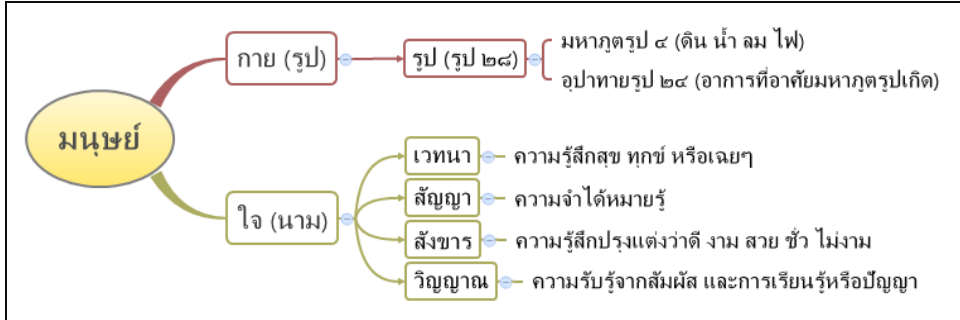 มนุษย์
กาย (รูป)
รูป (รูป ๒๘)
มหาภูตรูป ๔ (ดิน น้ำ ลม ไฟ)
อุปาทายรูป ๒๔ (อาการที่อาศัยมหาภูตรูปเกิด)
ใจ (นาม)
เวทนา
ความรู้สึกสุข ทุกข์ หรือเฉยๆ
สัญญา
ความจำได้หมายรู้
สังขาร
ความรู้สึกปรุงแต่งว่าดี งาม สวย ชั่ว ไม่งาม
วิญญาณ
ความรับรู้จากสัมผัส และการเรียนรู้หรือปัญญา